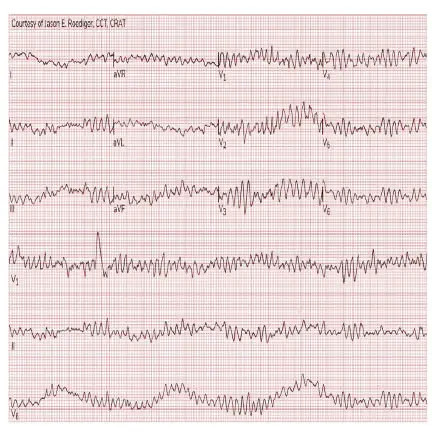 Courtesy of Jason E. Roediger, CCT, CRAT
I aVR V1 V4
II aVL V2 V5
III aVF V3 V6
V1
II
V6